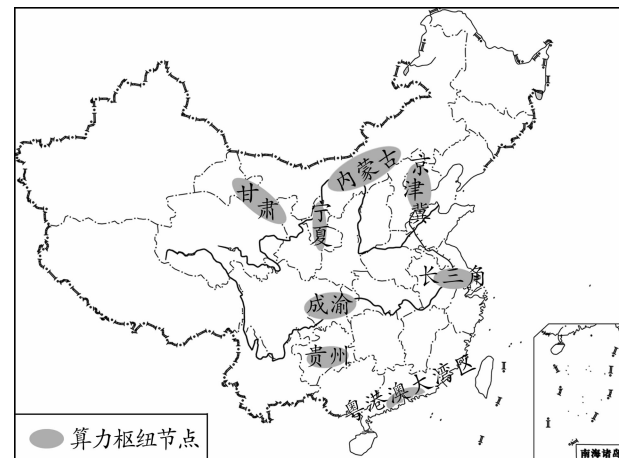 内蒙古
京津冀
甘肃
宁夏
长三角
成渝
贵州
粤港澳大湾区
算力枢纽节点
南海诸岛